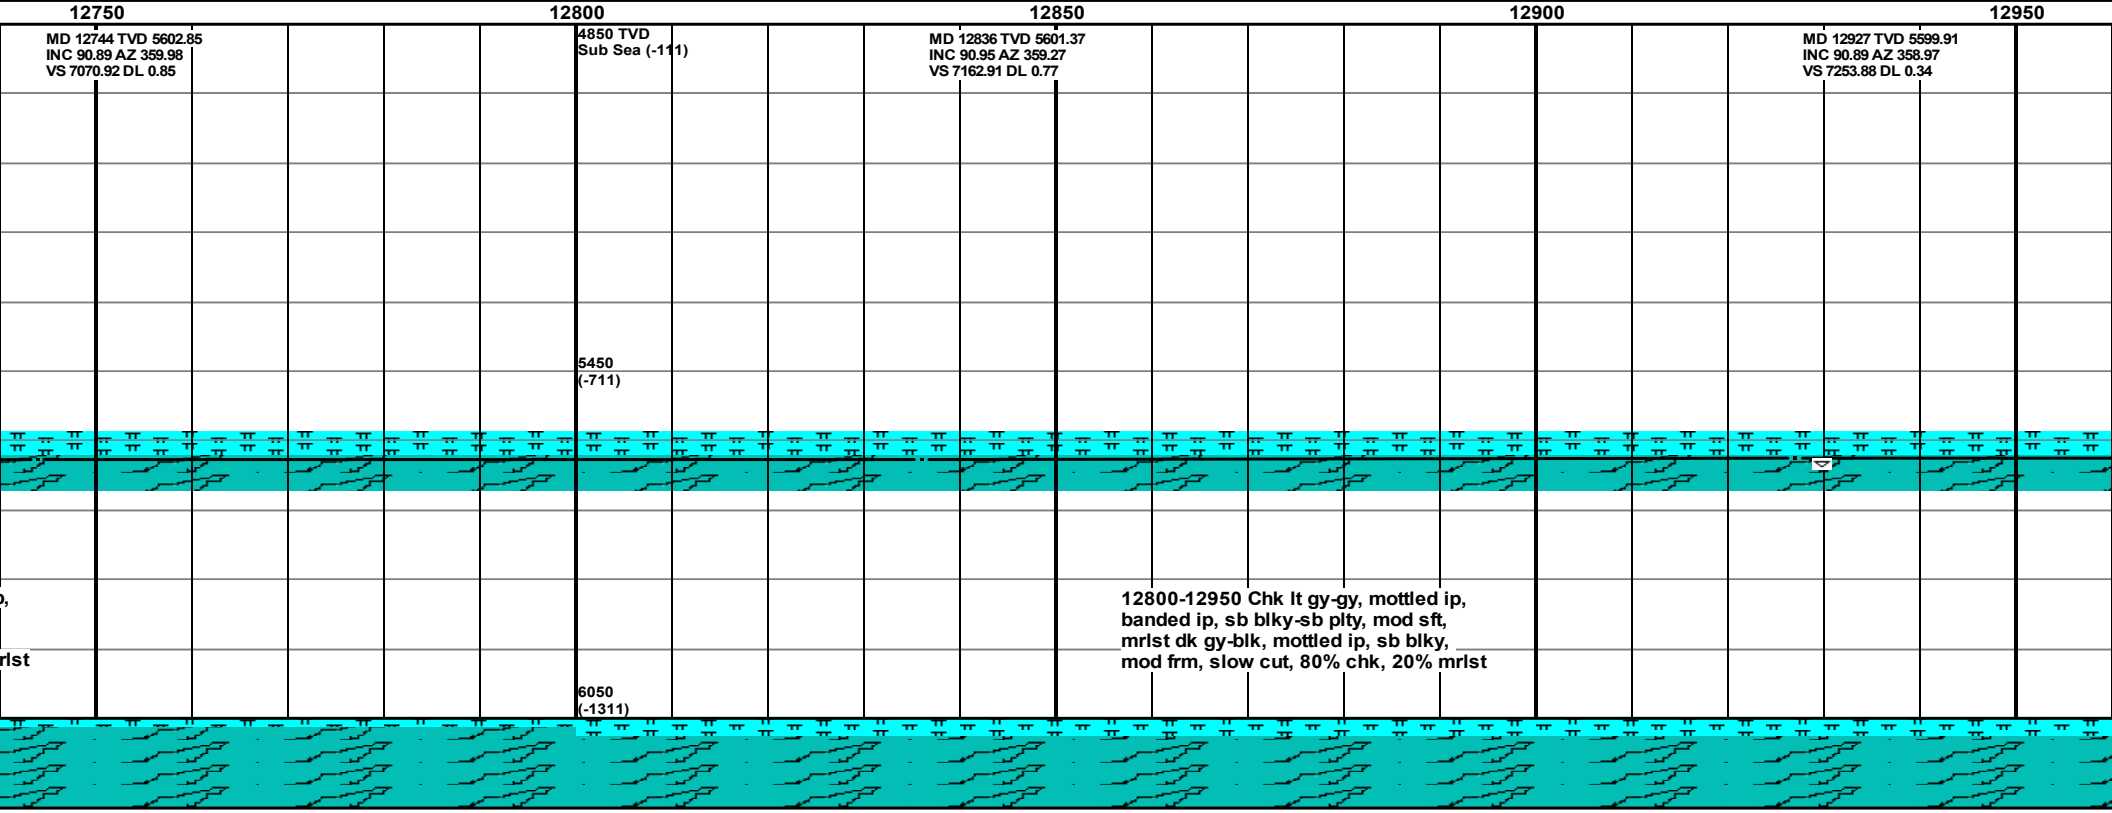 12750 12800 12850 12900 12950
MD 12744 TVD 5602.85
INC 90.89 AZ 359.98
VS 7070.92 DL 0.85
4850 TVD
Sub Sea (-111)
MD 12836 TVD 5601.37
INC 90.95 AZ 359.27
VS 7162.91 DL 0.77
MD 12927 TVD 5599.91
INC 90.89 AZ 358.97
VS 7253.88 DL 0.34
5450
(-711)
rlst
12800-12950 Chk lt gy-gy, mottled ip,
banded ip, sb blky-sb plty, mod sft,
mrlst dk gy-blk, mottled ip, sb blky,
mod frm, slow cut, 80% chk, 20% mrlst
6050
(-1311)